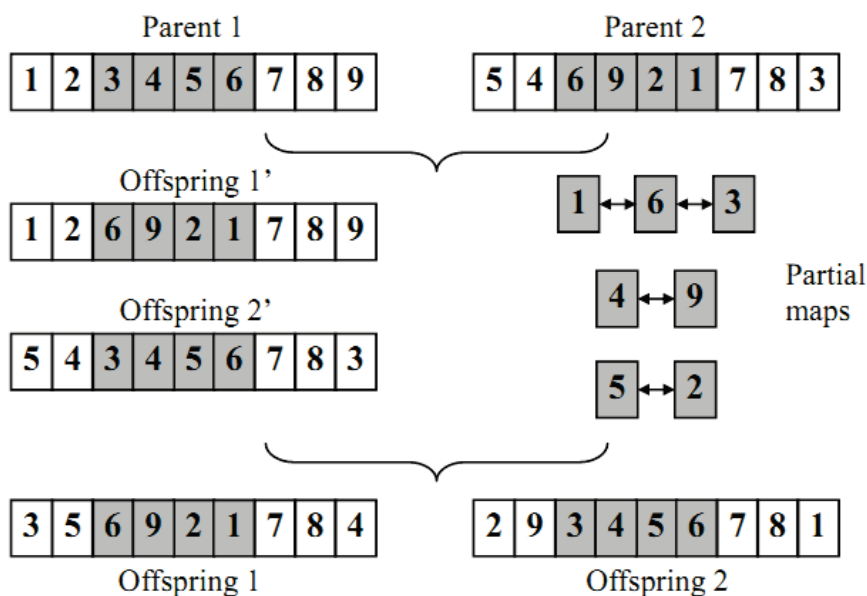 Parent 1 Parent 2
1 2 3 4 5 6 7 8 9 5 4 6 9 2 1 7 8 3
Offspring 1’
1 2 6 9 2 1 7 8 9
1 6 3
Offspring 2’
5 4 3 4 5 6 7 8 3
4 9
5 2
Partial
maps
3 5 6 9 2 1 7 8 4 2 9 3 4 5 6 7 8 1
Offspring 1 Offspring 2